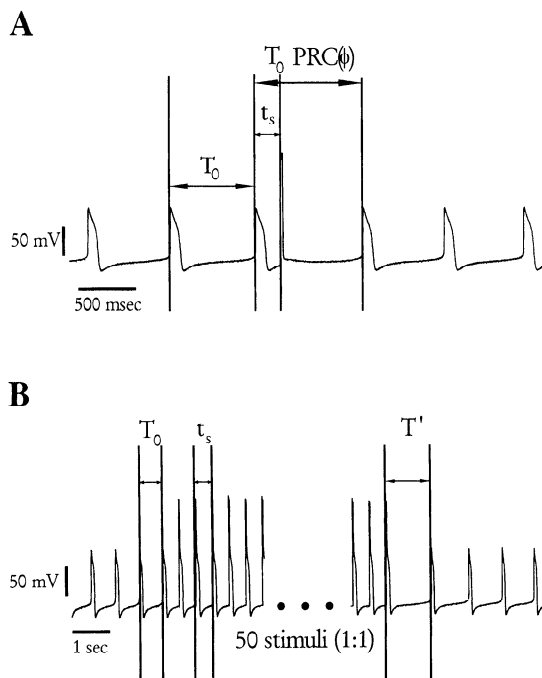 A
T₀ PRC(ϕ)
tₛ
T₀
50 mV
500 msec
B
T₀
tₛ
T'
50 mV
1 sec
50 stimuli (1:1)